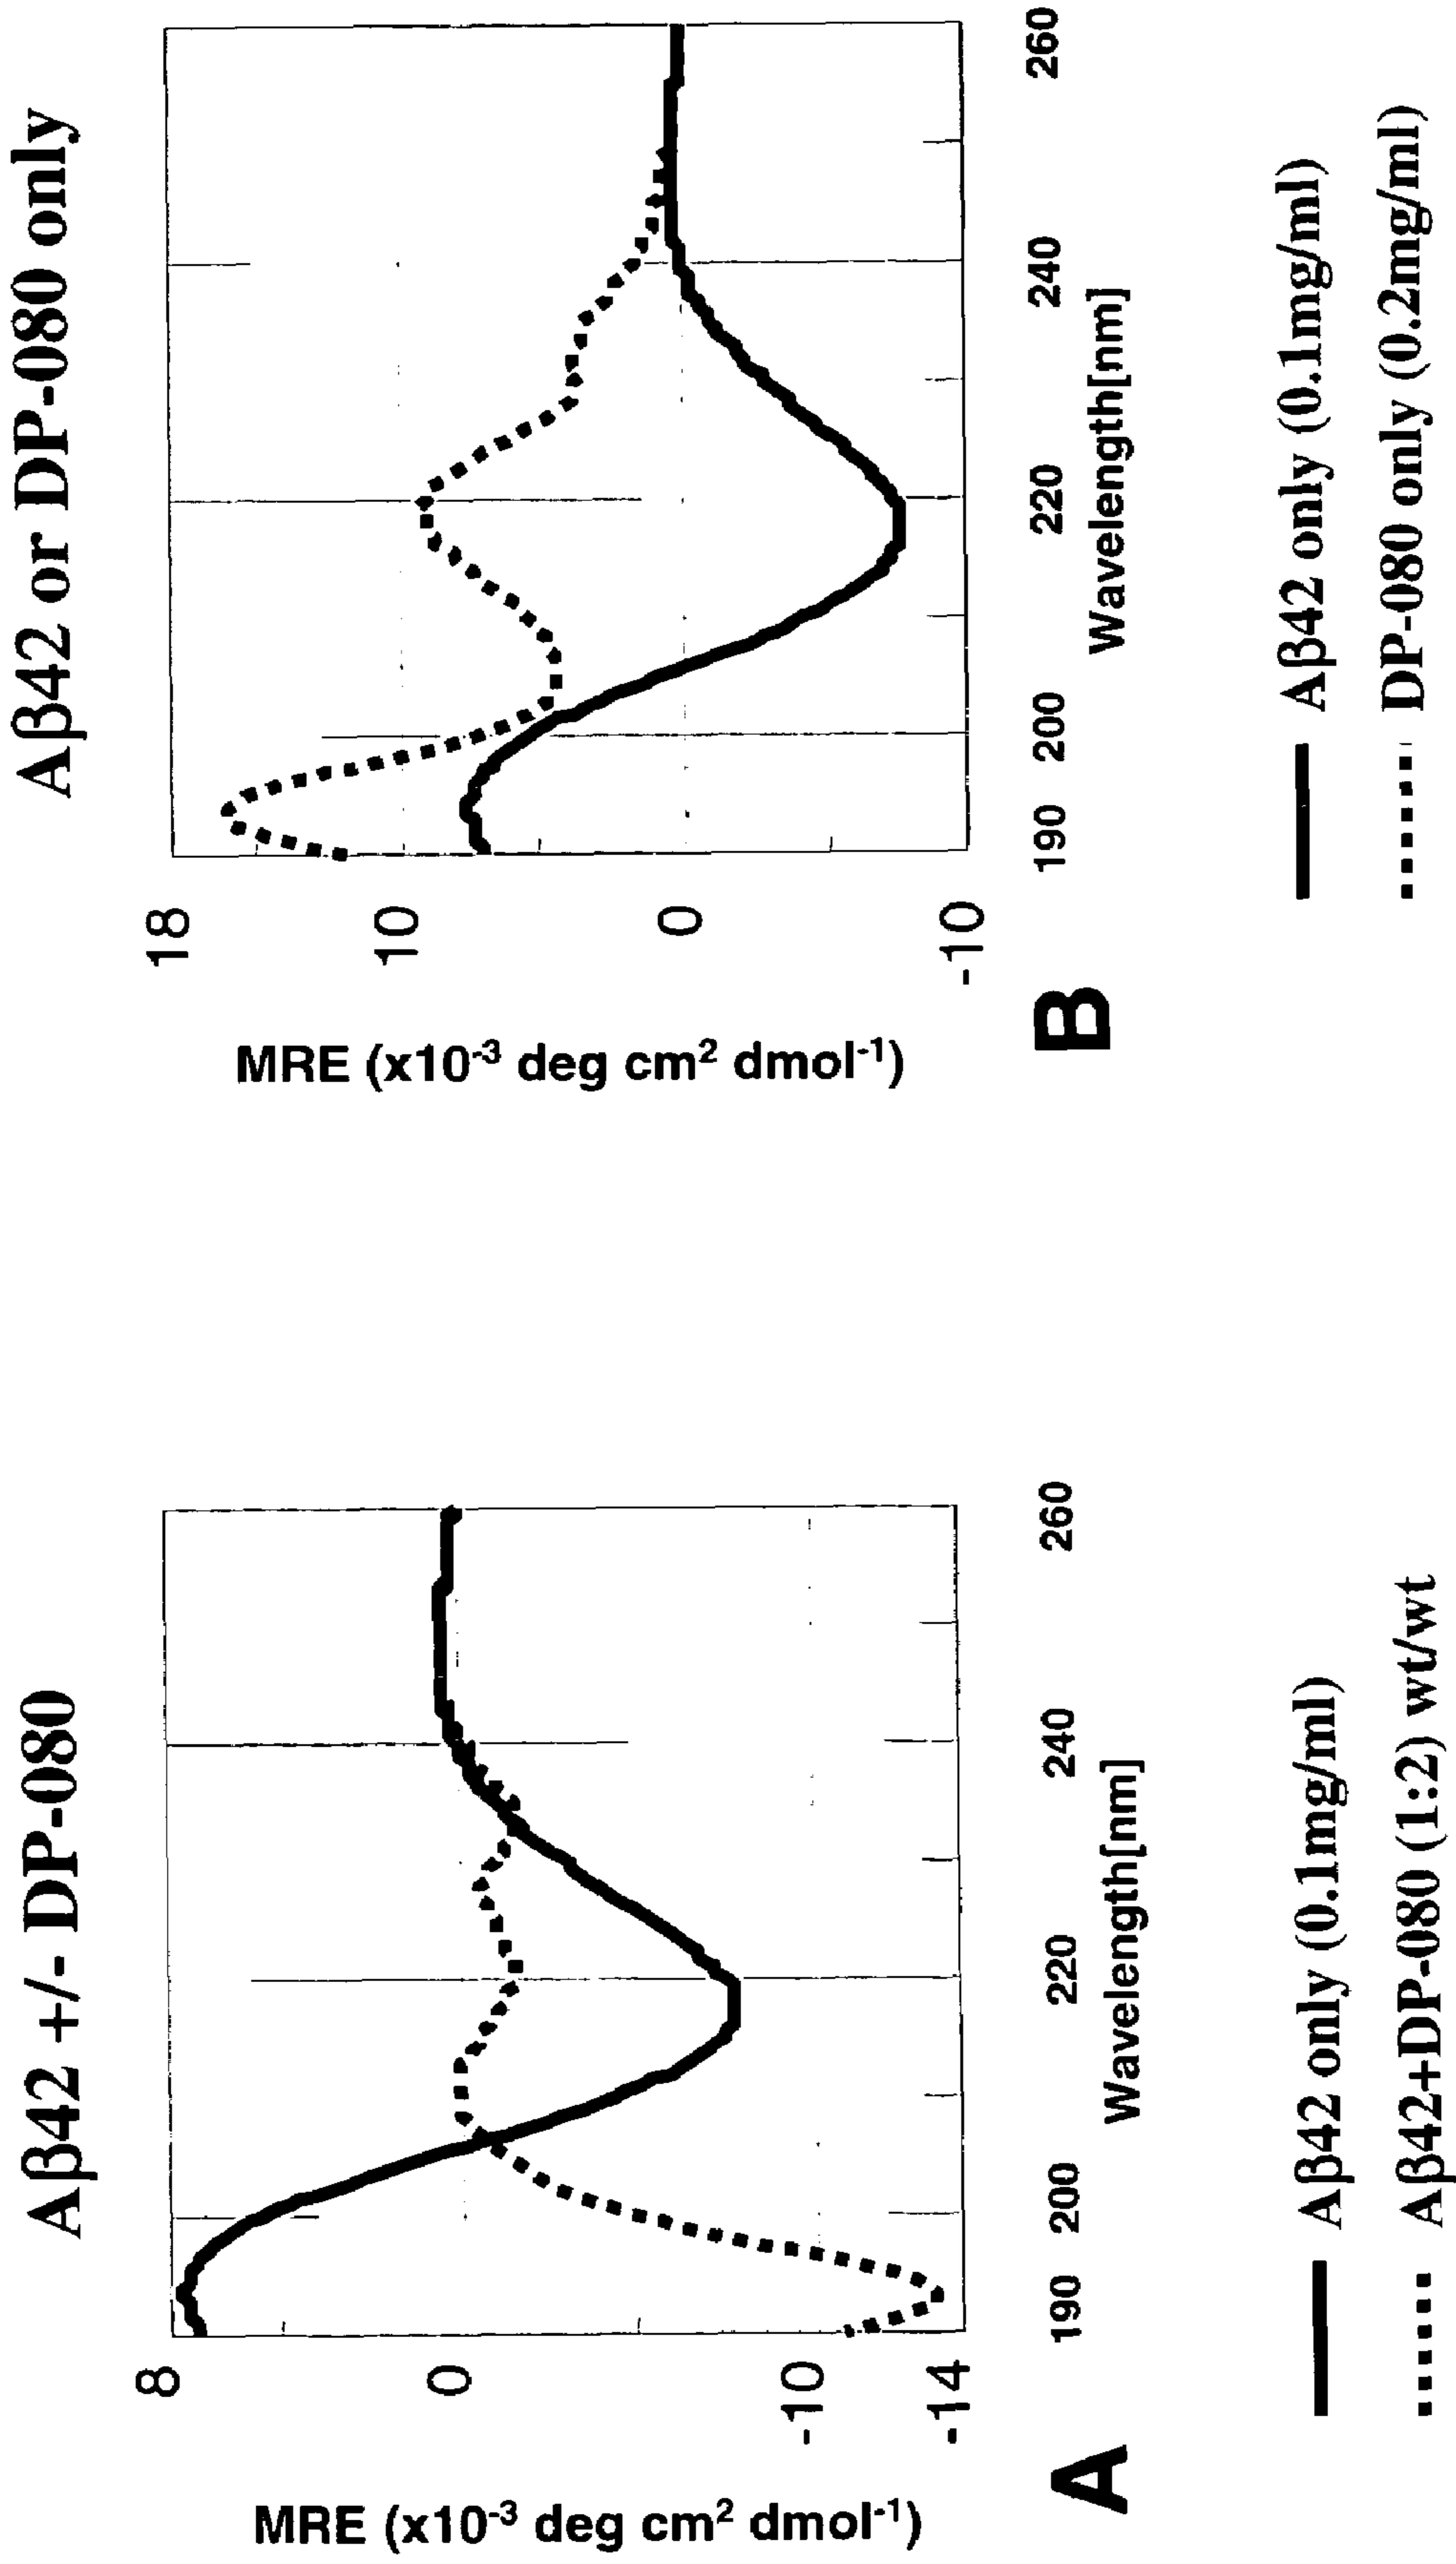 Aβ42 +/- DP-080
MRE (x10⁻³ deg cm² dmol⁻¹)
8
0
-10
-14
190
200
220
240
260
Wavelength[nm]
A
Aβ42 only (0.1mg/ml)
Aβ42+DP-080 (1:2) wt/wt
Aβ42 or DP-080 only
MRE (x10⁻³ deg cm² dmol⁻¹)
18
10
0
-10
190
200
220
240
260
Wavelength[nm]
B
Aβ42 only (0.1mg/ml)
DP-080 only (0.2mg/ml)